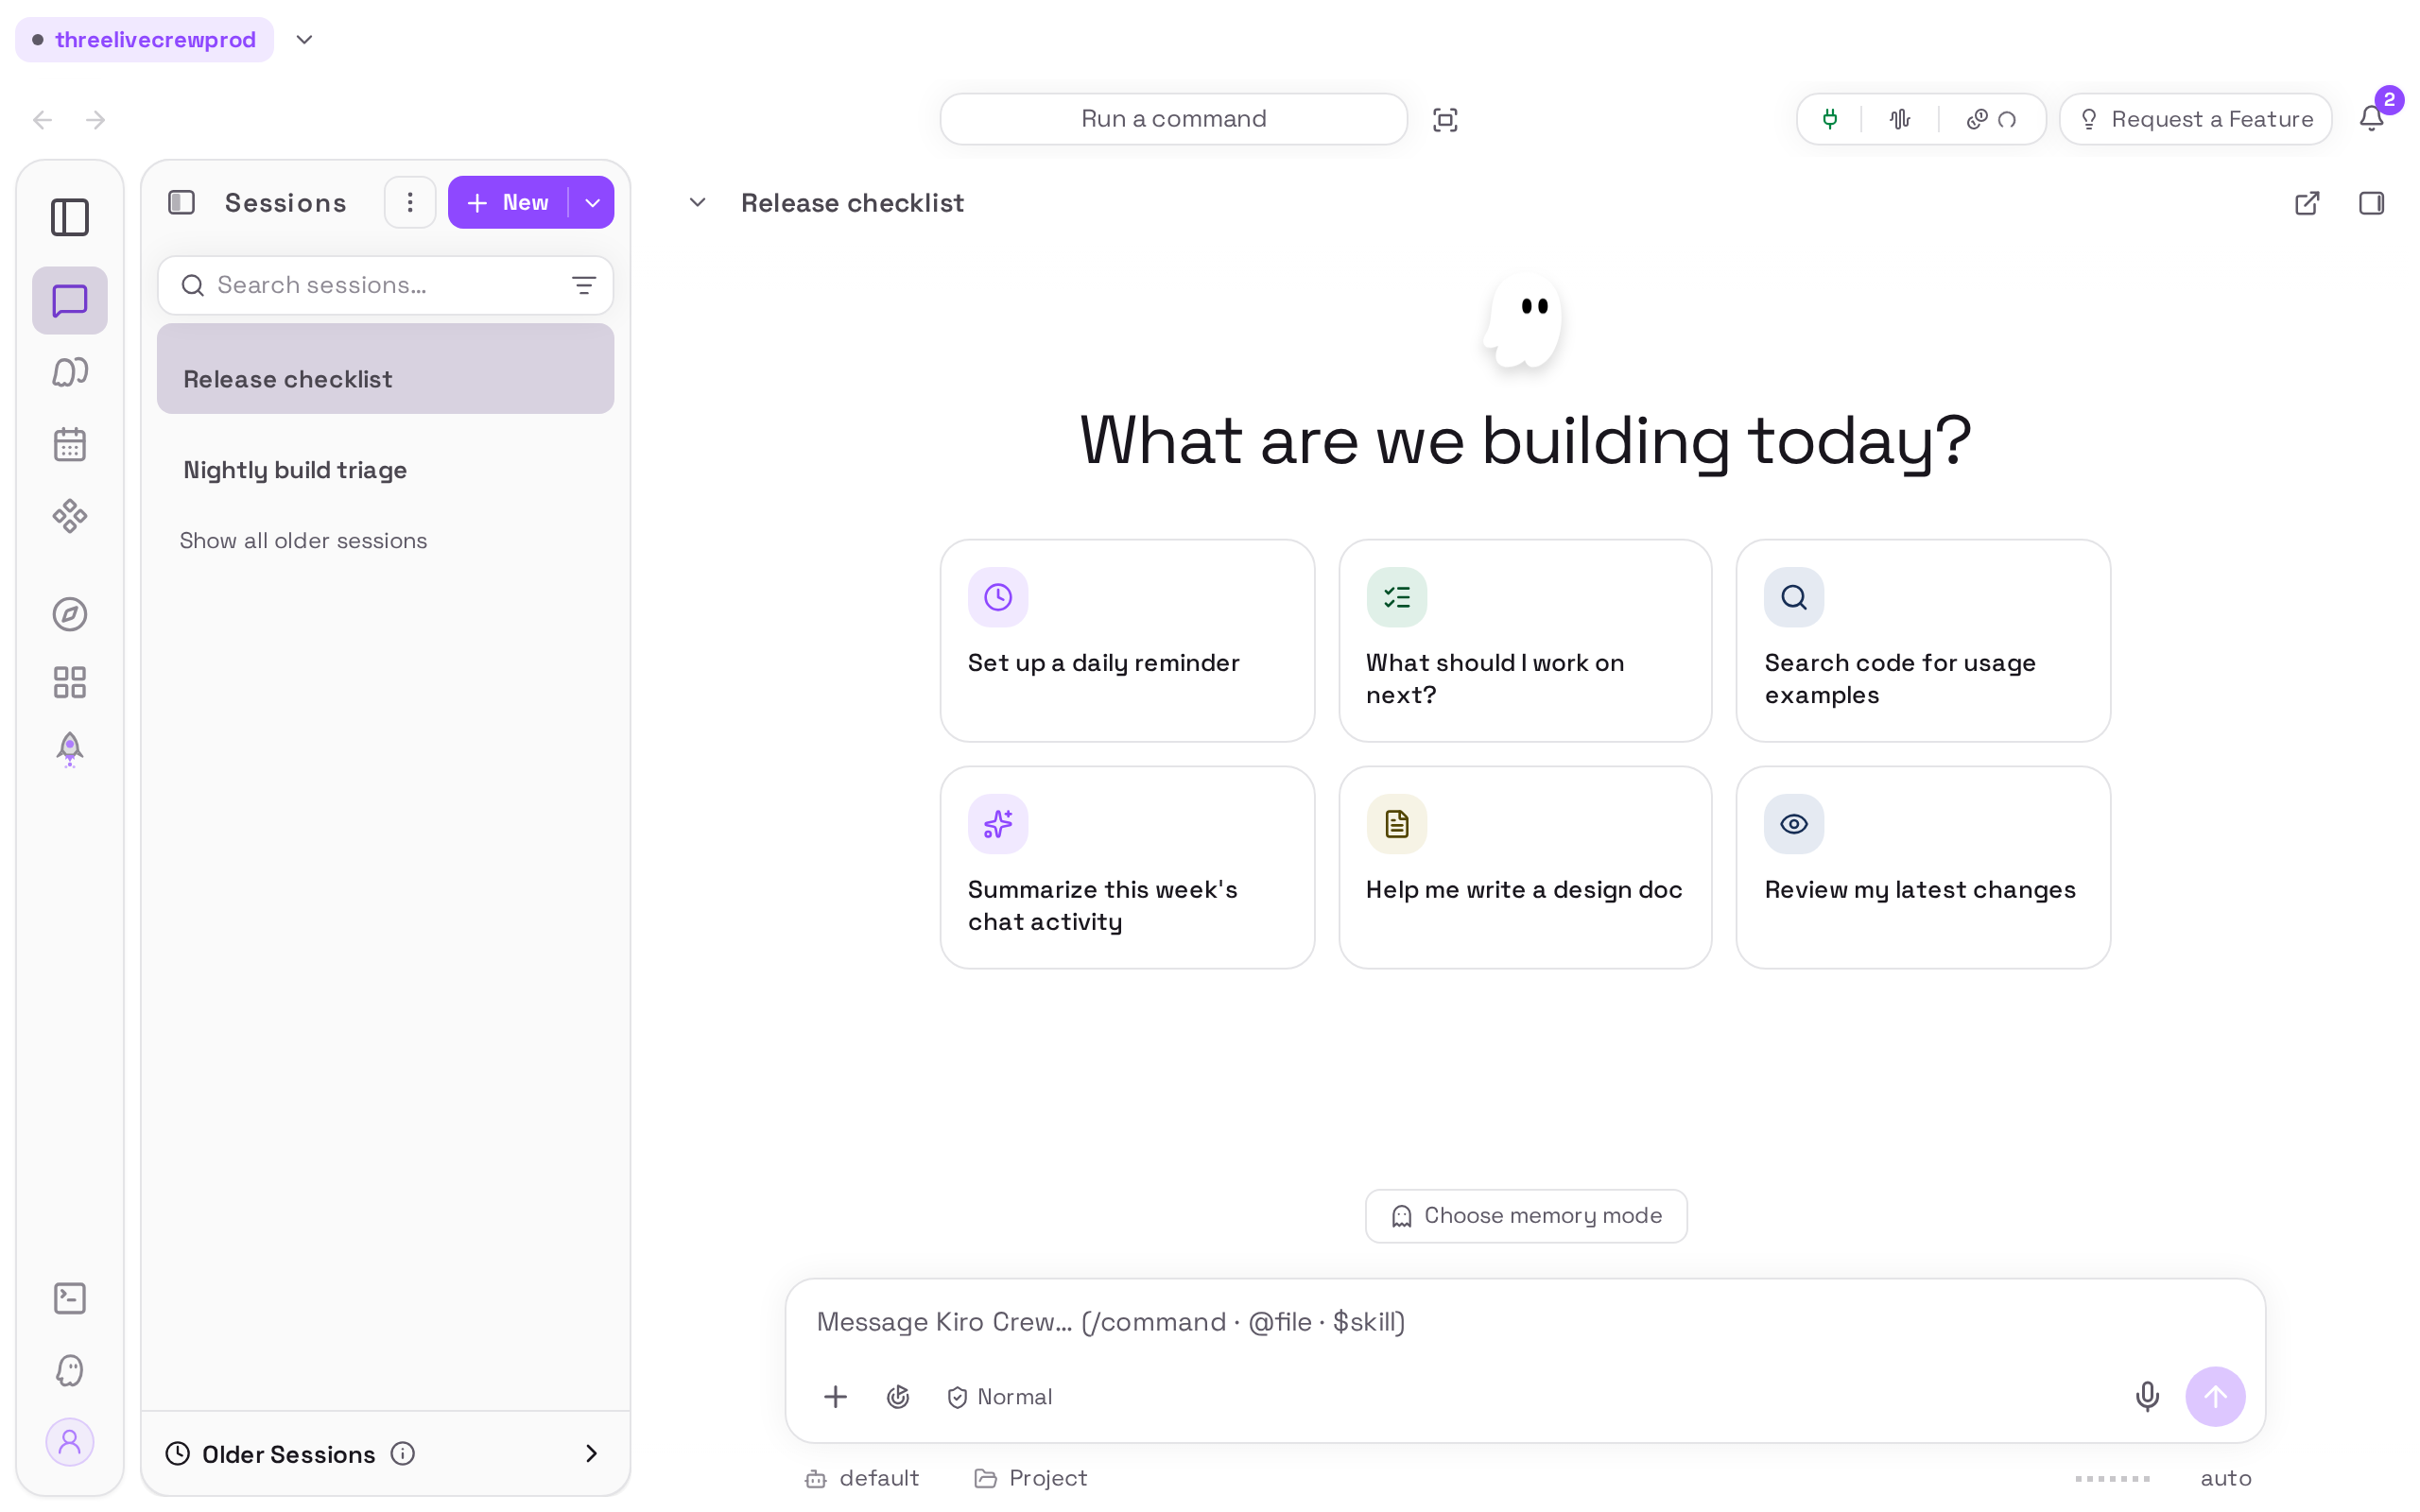 threelivecrewprod
Run a command
Request a Feature
2
Sessions
New
Release checklist
Search sessions...
Release checklist
Nightly build triage
Show all older sessions
What are we building today?
Set up a daily reminder
What should I work on
next?
Search code for usage
examples
Summarize this week's
chat activity
Help me write a design doc
Review my latest changes
Choose memory mode
Message Kiro Crew... (/command · @file · $skill)
Normal
Older Sessions
default
Project
auto